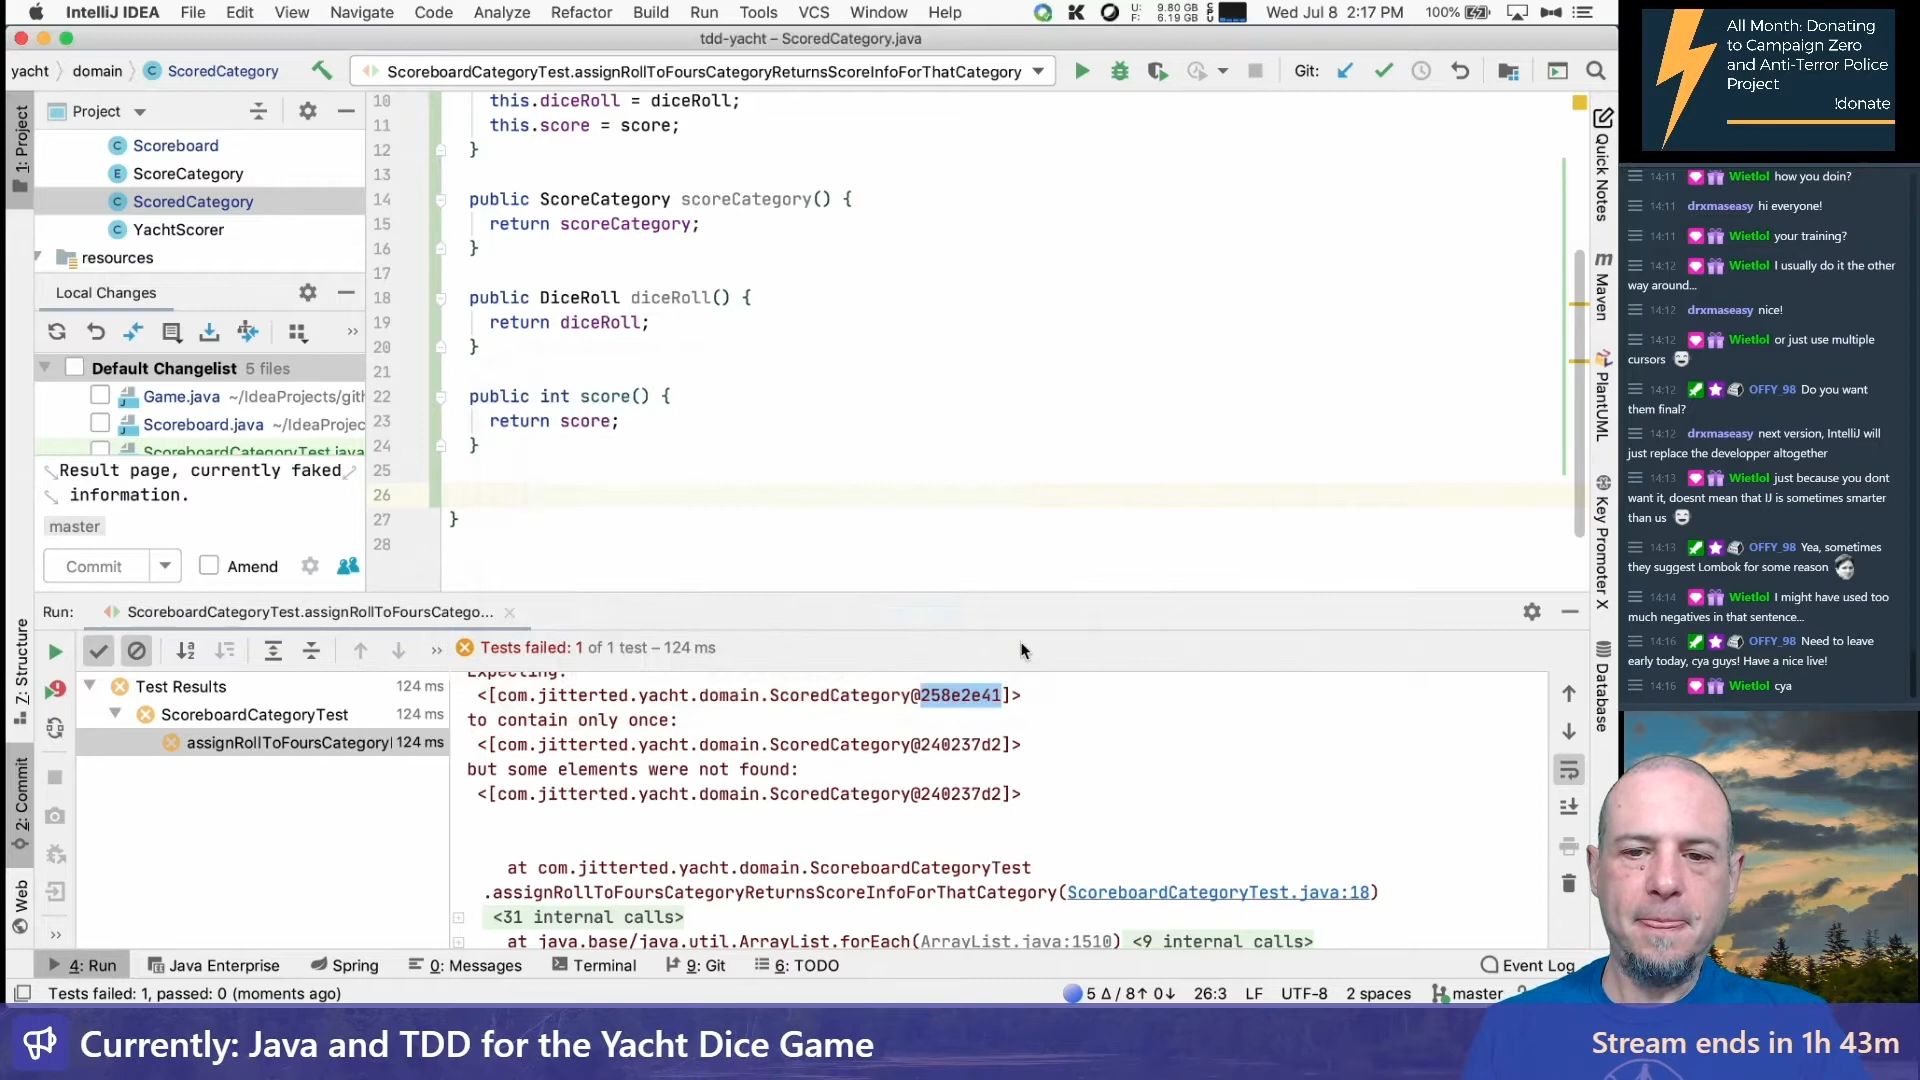 IntelliJ IDEA File Edit View Navigate Code Analyze Refactor Build Run Tools VCS Window Help
U: 9.80 GB
F: 6.19 GB
Wed Jul 8 2:17 PM 100%
tdd-yacht – ScoredCategory.java
yacht domain ScoredCategory
ScoreboardCategoryTest.assignRollToFoursCategoryReturnsScoreInfoForThatCategory
Git:
1: Project
7: Structure
2: Commit
Web
Project
Scoreboard
ScoreCategory
ScoredCategory
YachtScorer
resources
Local Changes
Default Changelist 5 files
Game.java ~/IdeaProjects/gith
Scoreboard.java ~/IdeaProjec
ScoreboardCategoryTest.java
Result page, currently faked
information.
master
Commit
Amend
10 this.diceRoll = diceRoll;
11 this.score = score;
12 }
13
14 public ScoreCategory scoreCategory() {
15 return scoreCategory;
16 }
17
18 public DiceRoll diceRoll() {
19 return diceRoll;
20 }
21
22 public int score() {
23 return score;
24 }
25
26
27 }
28
Quick Notes
Maven
PlantUML
Key Promoter X
Database
Run: ScoreboardCategoryTest.assignRollToFoursCatego...
Tests failed: 1 of 1 test – 124 ms
Test Results 124 ms
ScoreboardCategoryTest 124 ms
assignRollToFoursCategory 124 ms
Expecting:
<[com.jitterted.yacht.domain.ScoredCategory@258e2e41]>
to contain only once:
<[com.jitterted.yacht.domain.ScoredCategory@240237d2]>
but some elements were not found:
<[com.jitterted.yacht.domain.ScoredCategory@240237d2]>
at com.jitterted.yacht.domain.ScoreboardCategoryTest
.assignRollToFoursCategoryReturnsScoreInfoForThatCategory(ScoreboardCategoryTest.java:18)
<31 internal calls>
at java.base/java.util.ArrayList.forEach(ArrayList.java:1510) <9 internal calls>
4: Run Java Enterprise Spring 0: Messages Terminal 9: Git 6: TODO Event Log
Tests failed: 1, passed: 0 (moments ago) 5 Δ / 8↑ 0↓ 26:3 LF UTF-8 2 spaces master
All Month: Donating
to Campaign Zero
and Anti-Terror Police
Project
!donate
14:11 Wietlol how you doin?
14:11 drxmaseasy hi everyone!
14:11 Wietlol your training?
14:12 Wietlol I usually do it the other
way around...
14:12 drxmaseasy nice!
14:12 Wietlol or just use multiple
cursors
14:12 OFFY_98 Do you want
them final?
14:12 drxmaseasy next version, IntelliJ will
just replace the developper altogether
14:13 Wietlol just because you dont
want it, doesnt mean that IJ is sometimes smarter
than us
14:13 OFFY_98 Yea, sometimes
they suggest Lombok for some reason
14:14 Wietlol I might have used too
much negatives in that sentence...
14:16 OFFY_98 Need to leave
early today, cya guys! Have a nice live!
14:16 Wietlol cya
Currently: Java and TDD for the Yacht Dice Game
Stream ends in 1h 43m